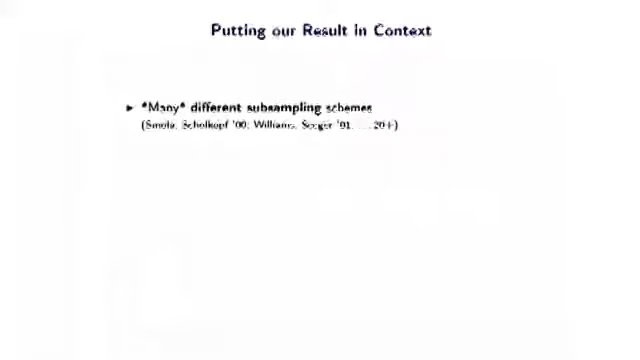 Putting our Result in Context
► *Many* different subsampling schemes
(Smola, Scholkopf '00; Williams, Seeger '01, ... 20+)